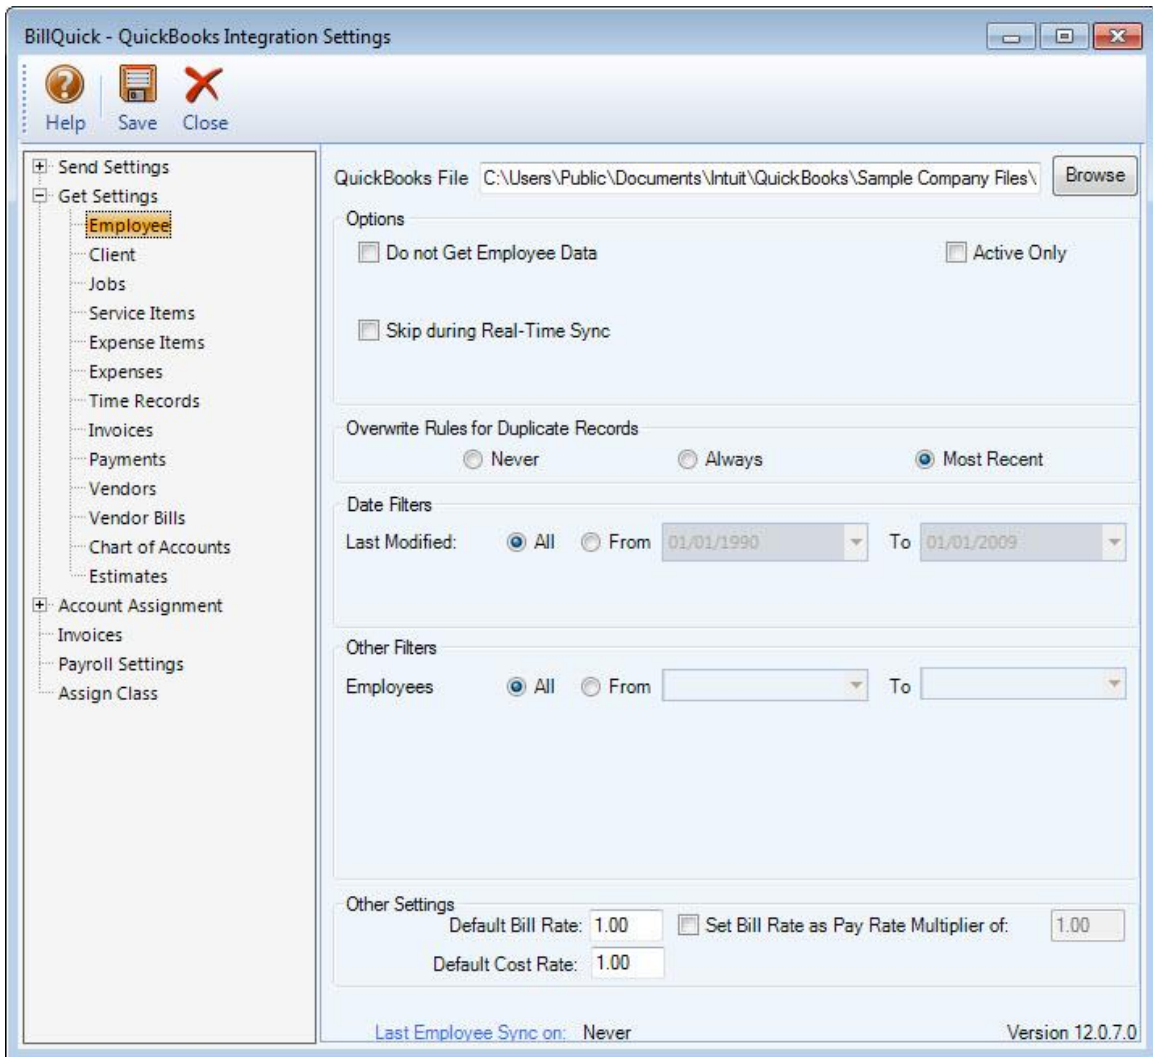 BillQuick - QuickBooks Integration Settings
Help Save Close
Send Settings
Get Settings
Employee
Client
Jobs
Service Items
Expense Items
Expenses
Time Records
Invoices
Payments
Vendors
Vendor Bills
Chart of Accounts
Estimates
Account Assignment
Invoices
Payroll Settings
Assign Class
QuickBooks File C:\Users\Public\Documents\Intuit\QuickBooks\Sample Company Files\ Browse
Options
Do not Get Employee Data Active Only
Skip during Real-Time Sync
Overwrite Rules for Duplicate Records
Never Always Most Recent
Date Filters
Last Modified: All From 01/01/1990 To 01/01/2009
Other Filters
Employees All From To
Other Settings
Default Bill Rate: 1.00 Set Bill Rate as Pay Rate Multiplier of: 1.00
Default Cost Rate: 1.00
Last Employee Sync on: Never Version 12.0.7.0